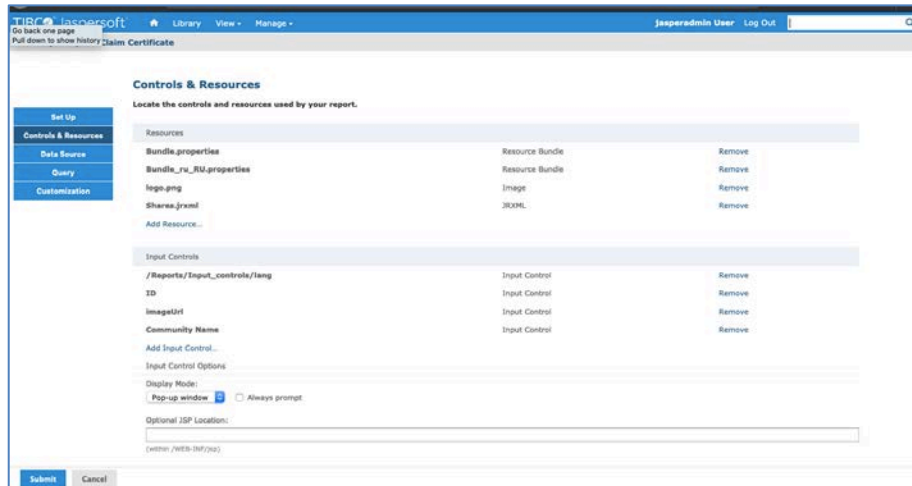 TIBCO Jaspersoft
Library View Manage
jasperadmin User Log Out
Go back one page
Pull down to show history
Claim Certificate
Controls & Resources
Locate the controls and resources used by your report.
Set Up
Controls & Resources
Data Source
Query
Customization
Resources
Bundle.properties Resource Bundle Remove
Bundle_ru_RU.properties Resource Bundle Remove
logo.png Image Remove
Shares.jrxml JRXML Remove
Add Resource...
Input Controls
/Reports/Input_controls/lang Input Control Remove
ID Input Control Remove
imageUrl Input Control Remove
Community Name Input Control Remove
Add Input Control...
Input Control Options
Display Mode:
Pop-up window Always prompt
Optional JSP Location:
(within /WEB-INF/jsp)
Submit Cancel